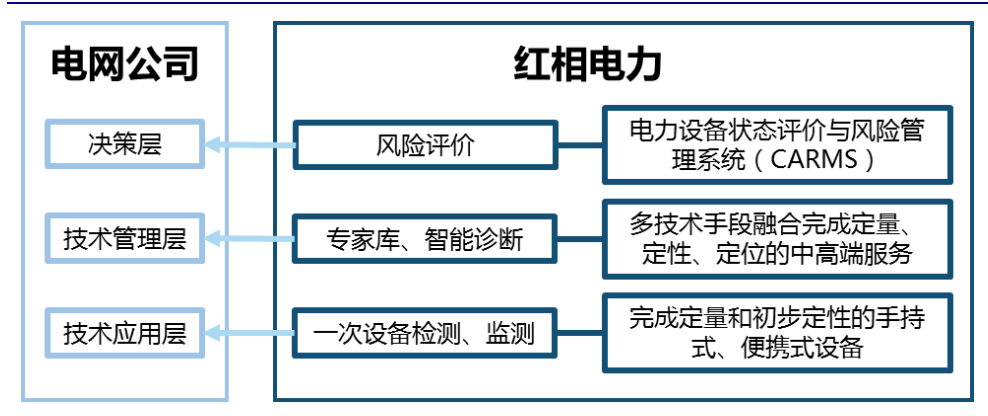 电网公司
红相电力
决策层
风险评价
电力设备状态评价与风险管
理系统（CARMS）
技术管理层
专家库、智能诊断
多技术手段融合完成定量、
定性、定位的中高端服务
技术应用层
一次设备检测、监测
完成定量和初步定性的手持
式、便携式设备